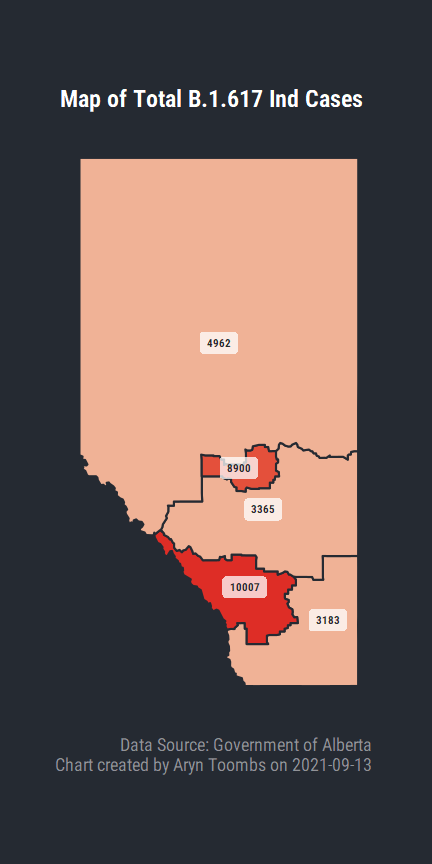 Map of Total B.1.617 Ind Cases
4962
8900
3365
10007
3183
Data Source: Government of Alberta
Chart created by Aryn Toombs on 2021-09-13